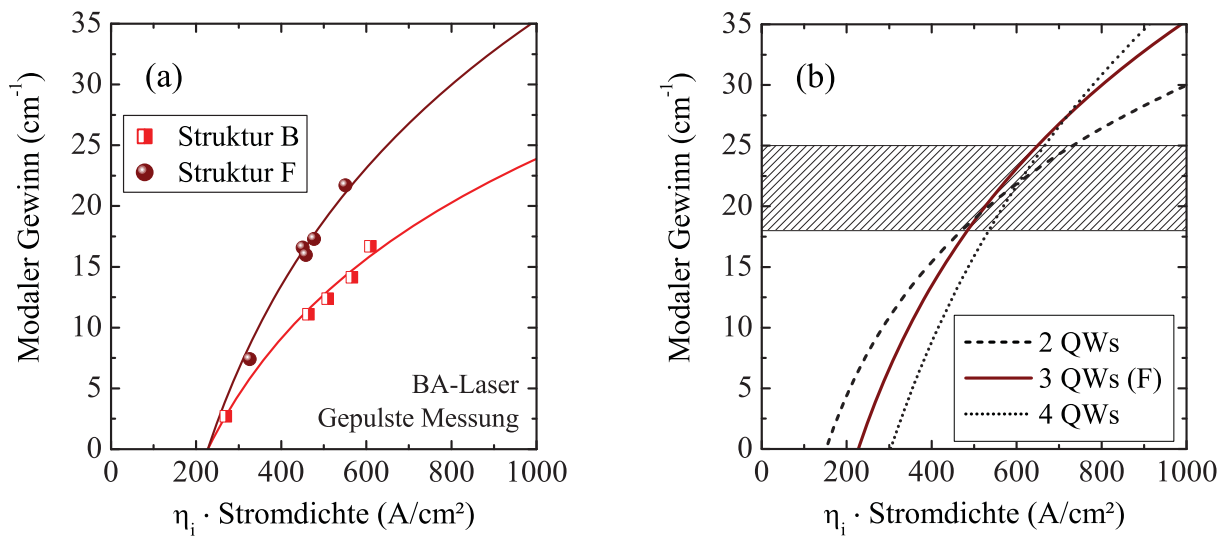 Modaler Gewinn (cm⁻¹)
35
30
25
20
15
10
5
0
(a)
Struktur B
Struktur F
BA-Laser
Gepulste Messung
0 200 400 600 800 1000
ηᵢ · Stromdichte (A/cm²)
Modaler Gewinn (cm⁻¹)
35
30
25
20
15
10
5
0
(b)
2 QWs
3 QWs (F)
4 QWs
0 200 400 600 800 1000
ηᵢ · Stromdichte (A/cm²)